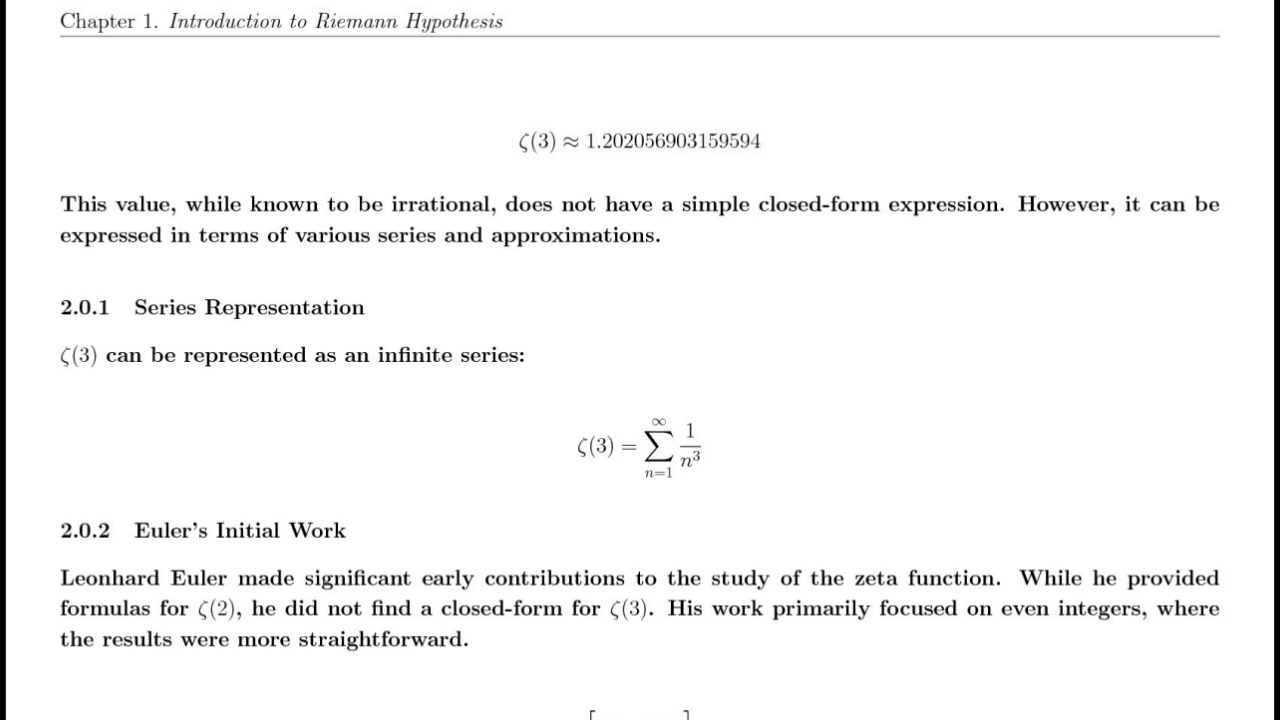 Chapter 1. Introduction to Riemann Hypothesis
ζ(3) ≈ 1.202056903159594
This value, while known to be irrational, does not have a simple closed-form expression. However, it can be
expressed in terms of various series and approximations.
2.0.1 Series Representation
ζ(3) can be represented as an infinite series:
ζ(3) = ∑_{n=1}^{∞} 1/n³
2.0.2 Euler's Initial Work
Leonhard Euler made significant early contributions to the study of the zeta function. While he provided
formulas for ζ(2), he did not find a closed-form for ζ(3). His work primarily focused on even integers, where
the results were more straightforward.